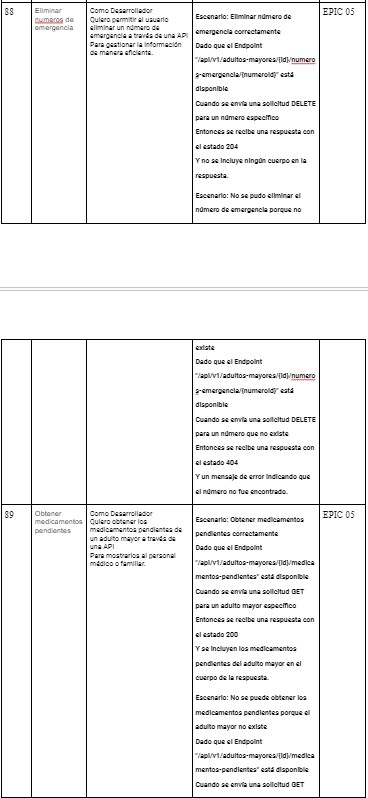 88
Eliminar
numeros de
emergencia
Como Desarrollador
Quiero permitir al usuario
eliminar un número de
emergencia a través de una API
Para gestionar la información
de manera eficiente.
Escenario: Eliminar número de
emergencia correctamente
Dado que el Endpoint
"/api/v1/adultos-mayores/{id}/numero
s-emergencia/{numeroId}" está
disponible
Cuando se envía una solicitud DELETE
para un número específico
Entonces se recibe una respuesta con
el estado 204
Y no se incluye ningún cuerpo en la
respuesta.
Escenario: No se pudo eliminar el
número de emergencia porque no
EPIC 05
existe
Dado que el Endpoint
"/api/v1/adultos-mayores/{id}/numero
s-emergencia/{numeroId}" está
disponible
Cuando se envía una solicitud DELETE
para un número que no existe
Entonces se recibe una respuesta con
el estado 404
Y un mensaje de error indicando que
el número no fue encontrado.
89
Obtener
medicamentos
pendientes
Como Desarrollador
Quiero obtener los
medicamentos pendientes de
un adulto mayor a través de
una API
Para mostrarlos al personal
médico o familiar.
Escenario: Obtener medicamentos
pendientes correctamente
Dado que el Endpoint
"/api/v1/adultos-mayores/{id}/medica
mentos-pendientes" está disponible
Cuando se envía una solicitud GET
para un adulto mayor específico
Entonces se recibe una respuesta con
el estado 200
Y se incluyen los medicamentos
pendientes del adulto mayor en el
cuerpo de la respuesta.
Escenario: No se puede obtener los
medicamentos pendientes porque el
adulto mayor no existe
Dado que el Endpoint
"/api/v1/adultos-mayores/{id}/medica
mentos-pendientes" está disponible
Cuando se envía una solicitud GET
EPIC 05